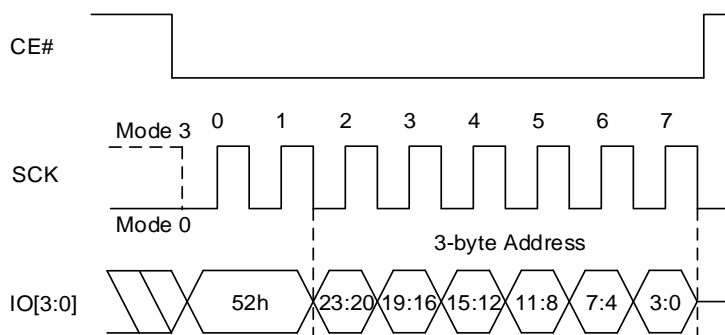 CE#
Mode 3 0 1 2 3 4 5 6 7
SCK
Mode 0
3-byte Address
IO[3:0] 52h 23:20 19:16 15:12 11:8 7:4 3:0